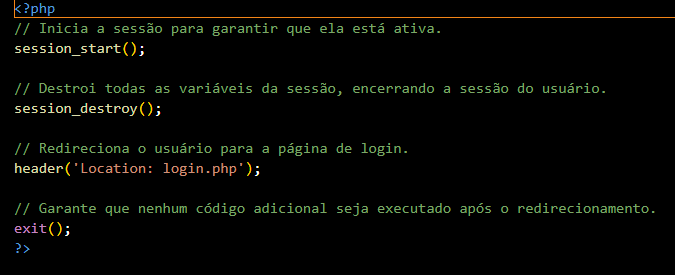 <?php
// Inicia a sessão para garantir que ela está ativa.
session_start();
// Destroi todas as variáveis da sessão, encerrando a sessão do usuário.
session_destroy();
// Redireciona o usuário para a página de login.
header('Location: login.php');
// Garante que nenhum código adicional seja executado após o redirecionamento.
exit();
?>